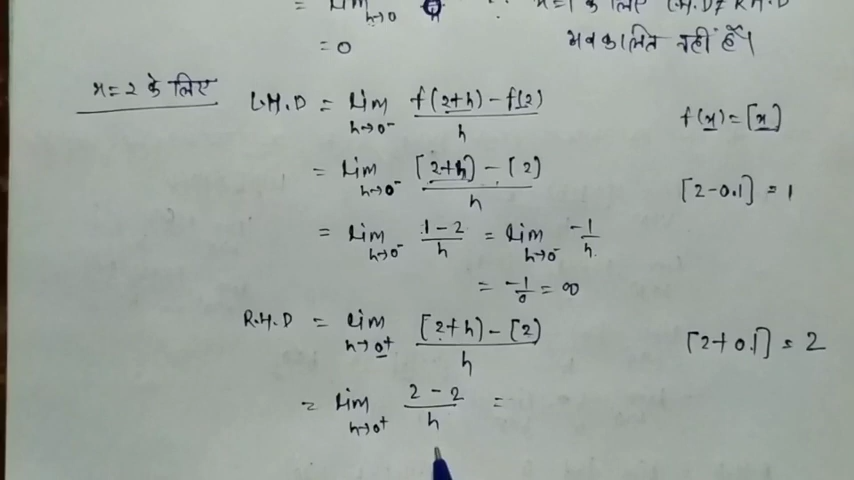 = Lim h→0 ∴ x=1 के लिए L.H.D ≠ R.H.D
= 0 अवकलित नहीं हैं।
x=2 के लिए
L.H.D = Lim h→0⁻ f(2+h) - f(2) / h
f(x) = [x]
= Lim h→0⁻ [2+h] - [2] / h
[2-0.1] = 1
= Lim h→0⁻ 1-2 / h = Lim h→0⁻ -1/h
= -1/0 = ∞
R.H.D = Lim h→0⁺ [2+h] - [2] / h
[2+0.1] = 2
= Lim h→0⁺ 2-2 / h =